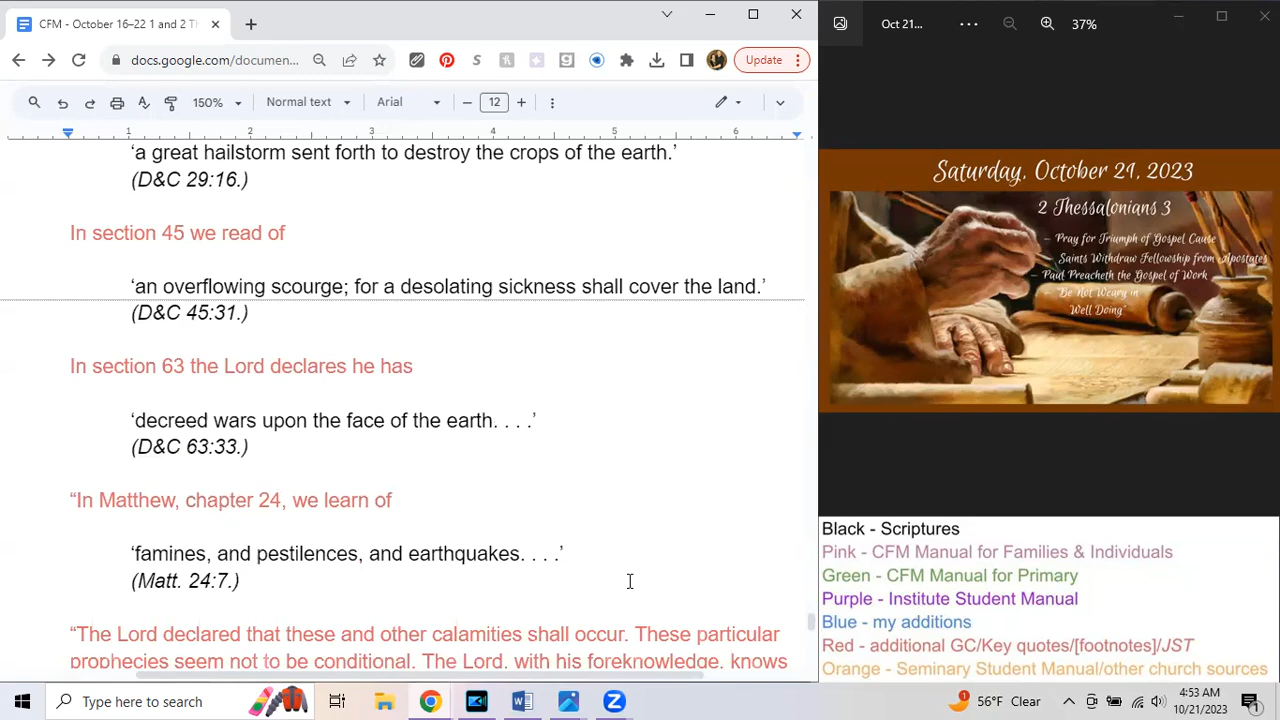 CFM - October 16–22 1 and 2 Th
docs.google.com/documen...
Update
150%
Normal text
Arial
12
1 2 3 4 5 6
‘a great hailstorm sent forth to destroy the crops of the earth.’
(D&C 29:16.)
In section 45 we read of
‘an overflowing scourge; for a desolating sickness shall cover the land.’
(D&C 45:31.)
In section 63 the Lord declares he has
‘decreed wars upon the face of the earth. . . .’
(D&C 63:33.)
“In Matthew, chapter 24, we learn of
‘famines, and pestilences, and earthquakes. . . .’
(Matt. 24:7.)
“The Lord declared that these and other calamities shall occur. These particular
prophecies seem not to be conditional. The Lord, with his foreknowledge, knows
Oct 21...
37%
Saturday, October 21, 2023
2 Thessalonians 3
– Pray for Triumph of Gospel Cause
– Saints Withdraw Fellowship from Apostates
– Paul Preacheth the Gospel of Work
– "Be Not Weary in
Well Doing"
Black - Scriptures
Pink - CFM Manual for Families & Individuals
Green - CFM Manual for Primary
Purple - Institute Student Manual
Blue - my additions
Red - additional GC/Key quotes/[footnotes]/JST
Orange - Seminary Student Manual/other church sources
Type here to search
1
56°F Clear
4:53 AM
10/21/2023
1